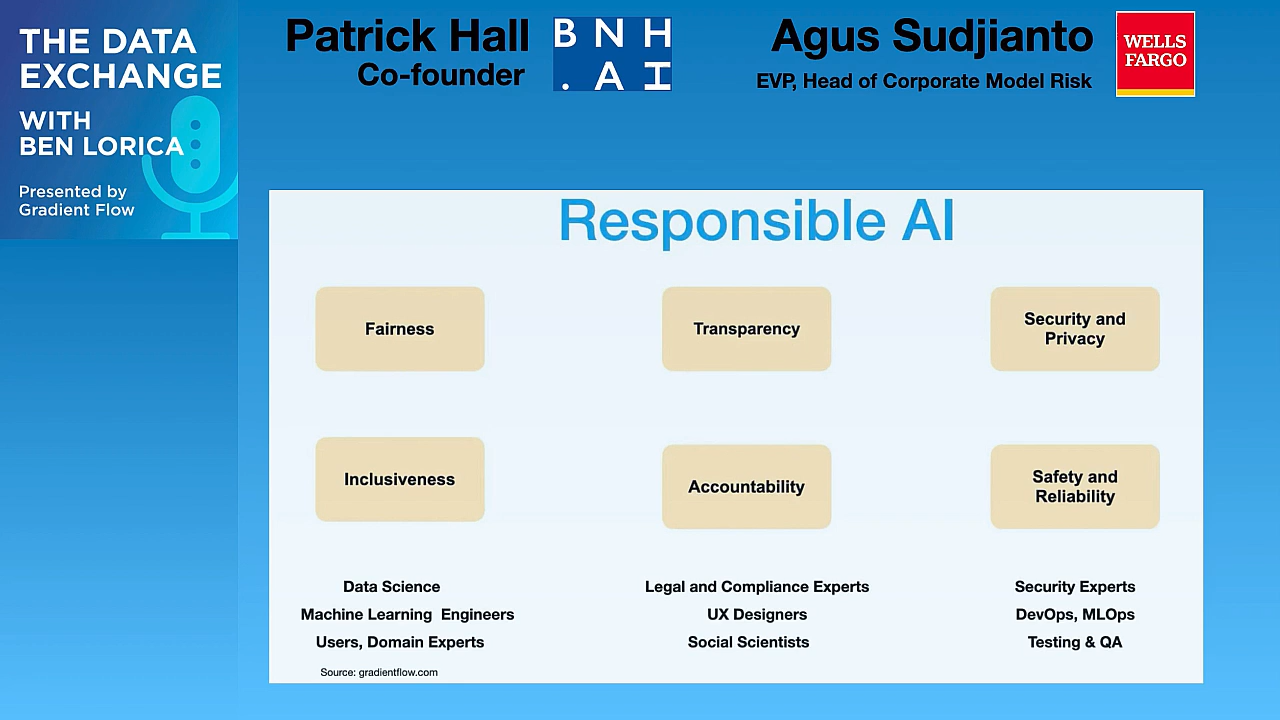 THE DATA
EXCHANGE
WITH
BEN LORICA
Presented by
Gradient Flow
Patrick Hall
Co-founder
B N H
. A I
Agus Sudjianto
EVP, Head of Corporate Model Risk
WELLS
FARGO
Responsible AI
Fairness
Transparency
Security and
Privacy
Inclusiveness
Accountability
Safety and
Reliability
Data Science
Machine Learning Engineers
Users, Domain Experts
Legal and Compliance Experts
UX Designers
Social Scientists
Security Experts
DevOps, MLOps
Testing & QA
Source: gradientflow.com